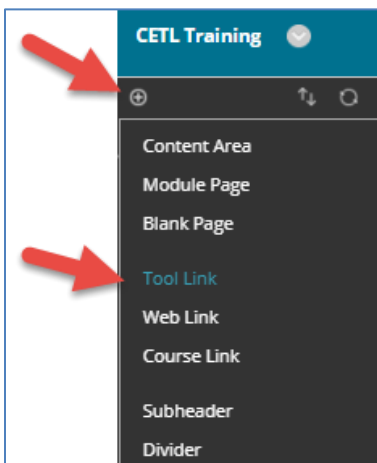 CETL Training
Content Area
Module Page
Blank Page
Tool Link
Web Link
Course Link
Subheader
Divider